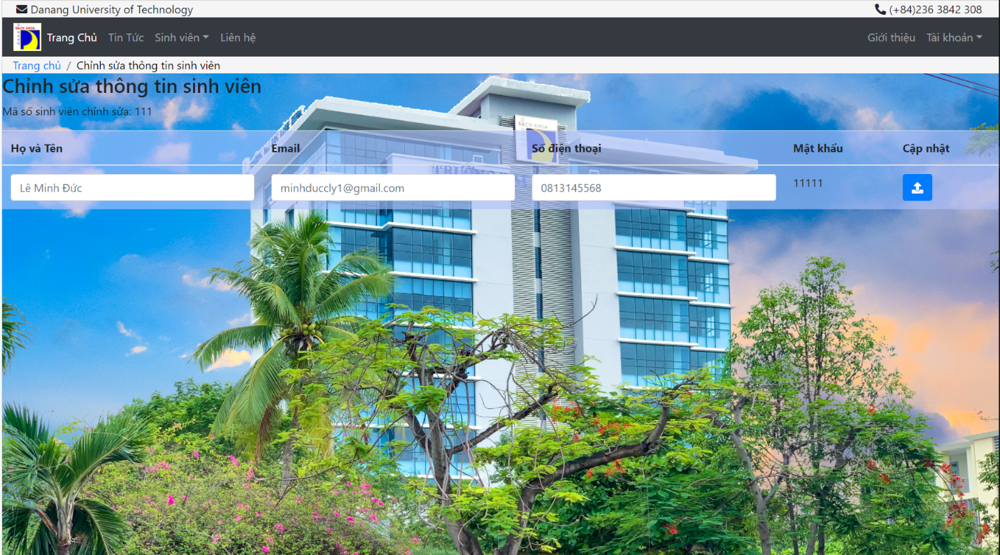 Danang University of Technology
(+84)236 3842 308
Trang Chủ Tin Tức Sinh viên Liên hệ
Giới thiệu Tài khoản
Trang chủ / Chỉnh sửa thông tin sinh viên
Chỉnh sửa thông tin sinh viên
Mã số sinh viên chỉnh sửa: 111
BÁCH KHOA
Họ và Tên Email Số điện thoại Mật khẩu Cập nhật
Lê Minh Đức minhduccly1@gmail.com 0813145568 11111